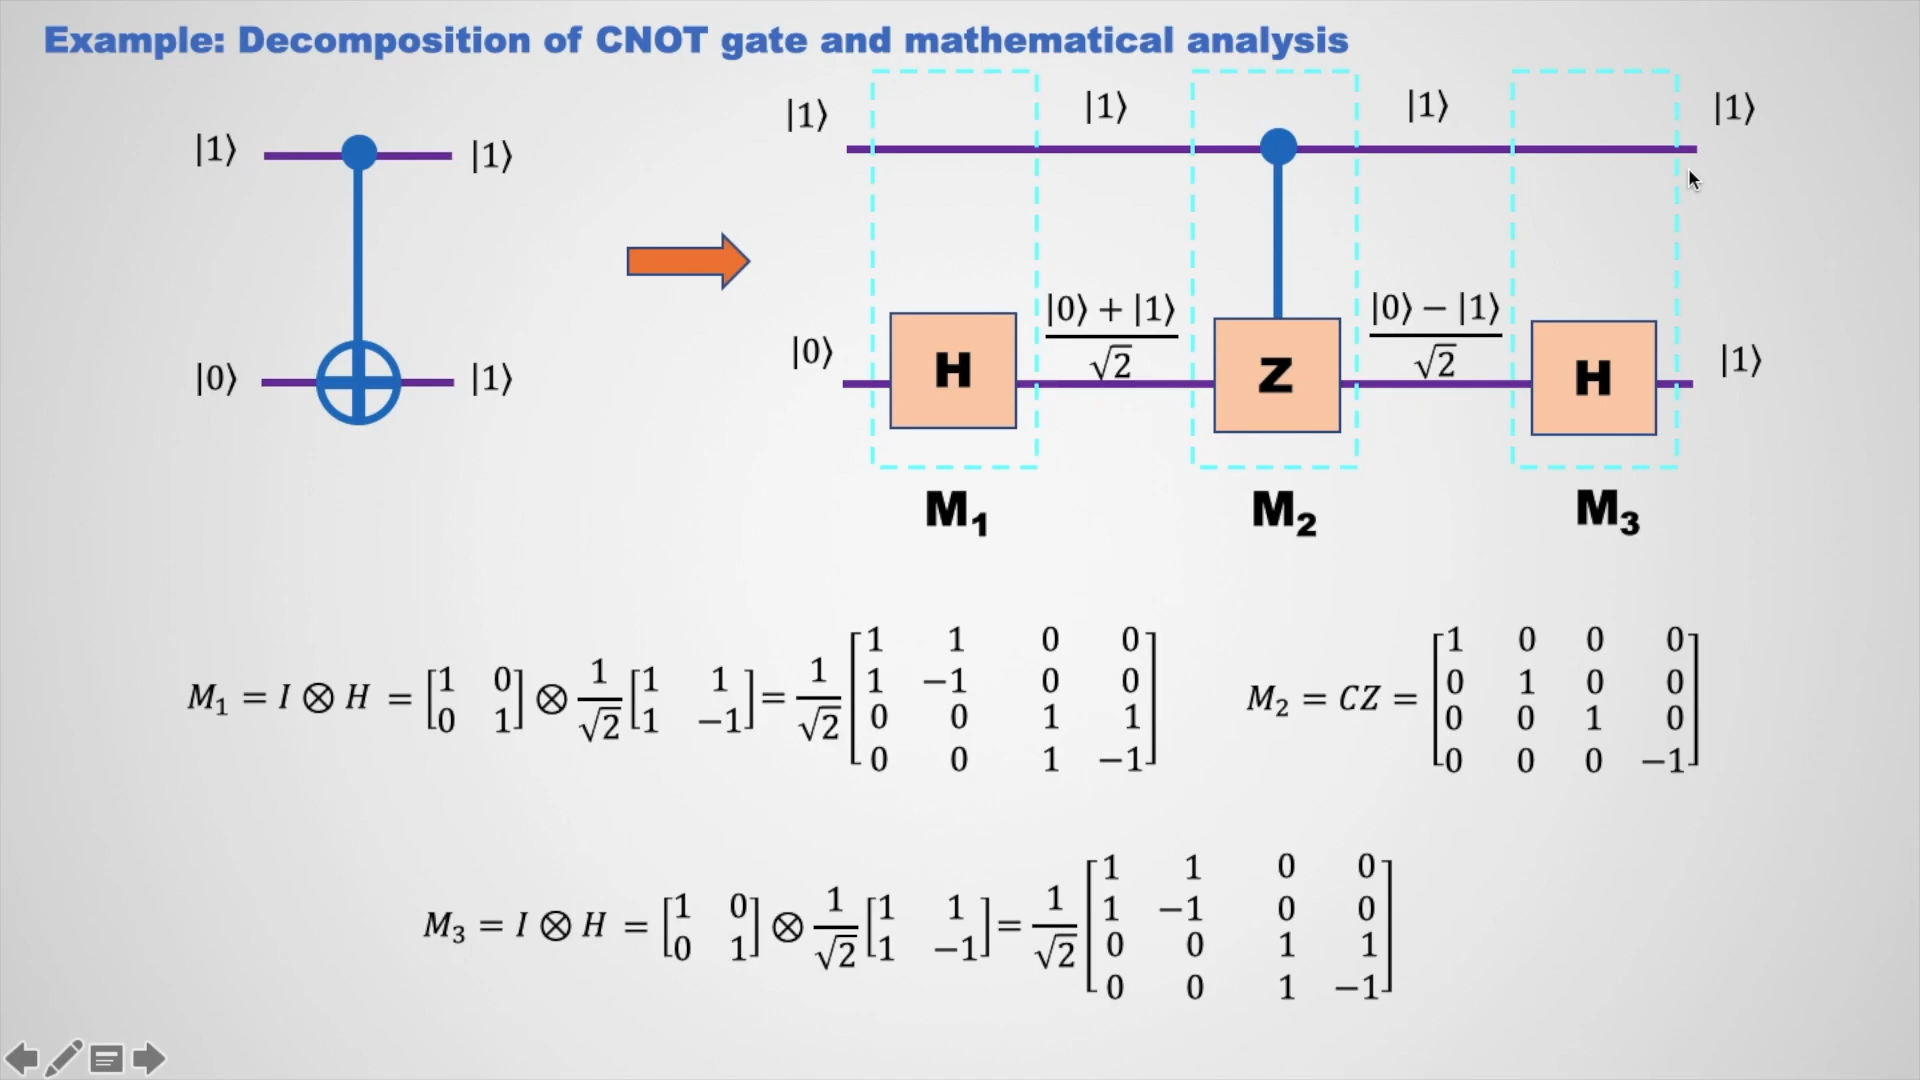 Example: Decomposition of CNOT gate and mathematical analysis
|1⟩ |1⟩
|0⟩ |1⟩
|1⟩ |1⟩ |1⟩ |1⟩
|0⟩ H (|0⟩ + |1⟩)/√2 Z (|0⟩ − |1⟩)/√2 H |1⟩
M₁ M₂ M₃
M₁ = I ⊗ H = [1 0; 0 1] ⊗ 1/√2 [1 1; 1 −1] = 1/√2 [1 1 0 0; 1 −1 0 0; 0 0 1 1; 0 0 1 −1]
M₂ = CZ = [1 0 0 0; 0 1 0 0; 0 0 1 0; 0 0 0 −1]
M₃ = I ⊗ H = [1 0; 0 1] ⊗ 1/√2 [1 1; 1 −1] = 1/√2 [1 1 0 0; 1 −1 0 0; 0 0 1 1; 0 0 1 −1]